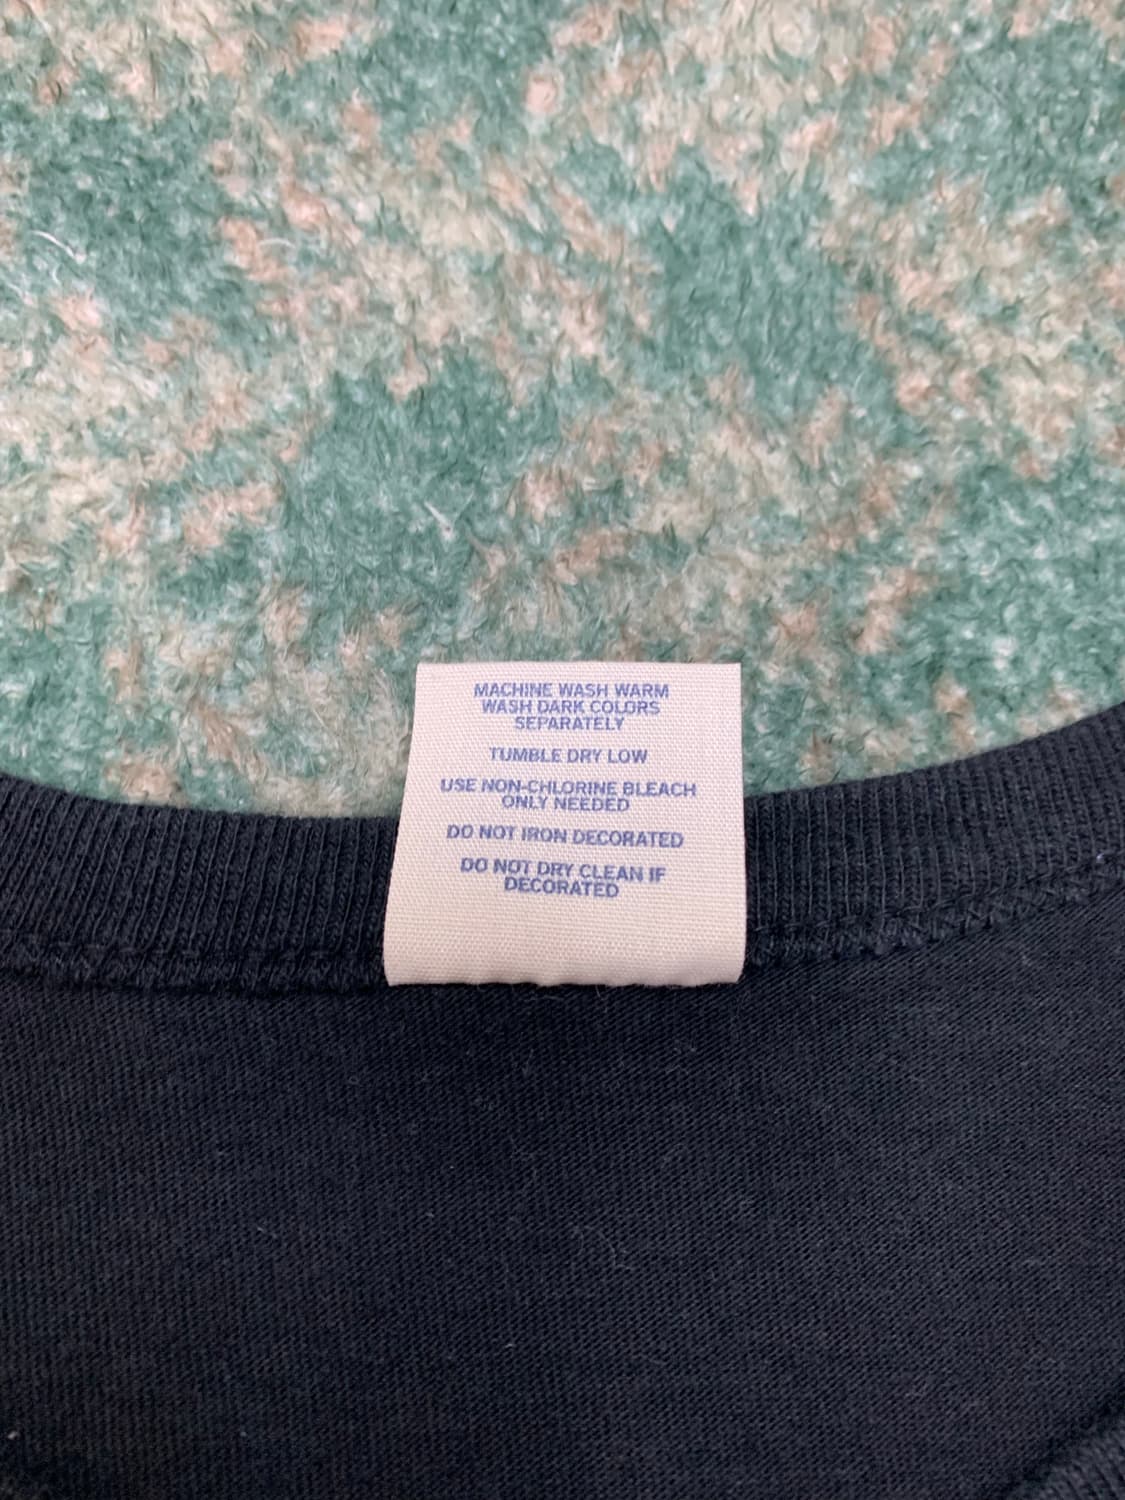 MACHINE WASH WARM
WASH DARK COLORS
SEPARATELY
TUMBLE DRY LOW
USE NON-CHLORINE BLEACH
ONLY NEEDED
DO NOT IRON DECORATED
DO NOT DRY CLEAN IF
DECORATED